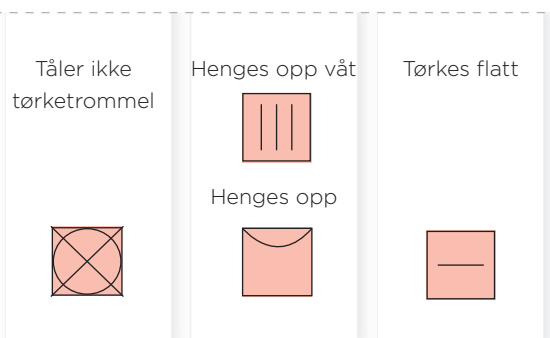 Tåler ikke
tørketrommel
Henges opp våt
Henges opp
Tørkes flatt